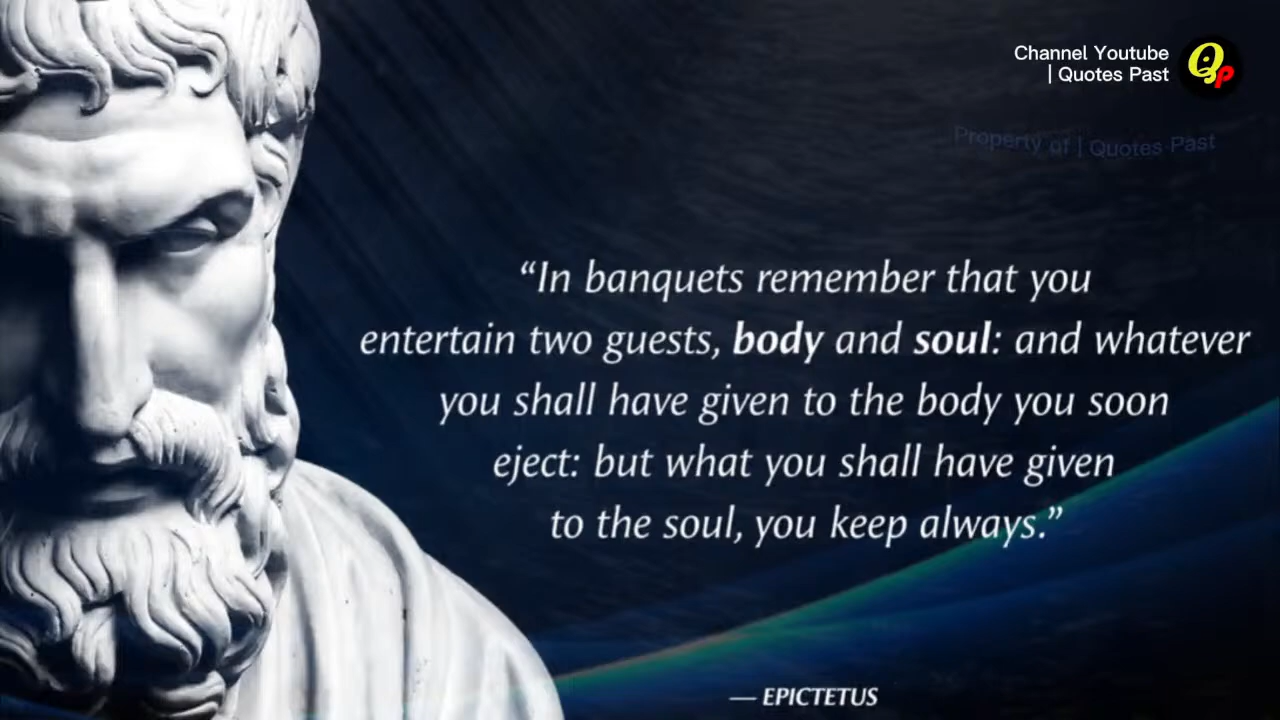 Channel Youtube
| Quotes Past
Qp
Property of | Quotes Past
“In banquets remember that you
entertain two guests, body and soul: and whatever
you shall have given to the body you soon
eject: but what you shall have given
to the soul, you keep always.”
— EPICTETUS